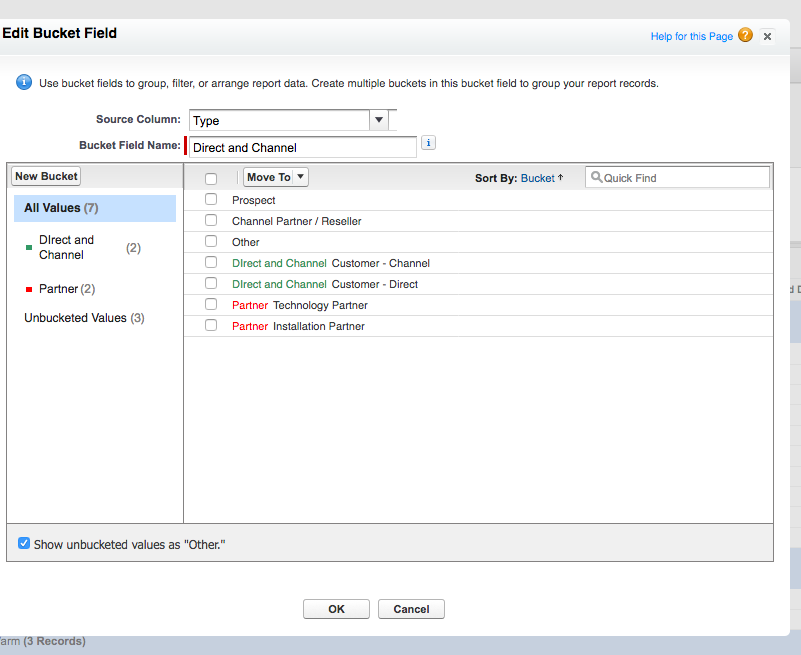 Edit Bucket Field
Help for this Page ?
Use bucket fields to group, filter, or arrange report data. Create multiple buckets in this bucket field to group your report records.
Source Column: Type
Bucket Field Name: Direct and Channel
New Bucket
Move To
Sort By: Bucket
Quick Find
All Values (7)
DIrect and
Channel
(2)
Partner (2)
Unbucketed Values (3)
Prospect
Channel Partner / Reseller
Other
DIrect and Channel Customer - Channel
DIrect and Channel Customer - Direct
Partner Technology Partner
Partner Installation Partner
Show unbucketed values as "Other."
OK
Cancel
arm (3 Records)